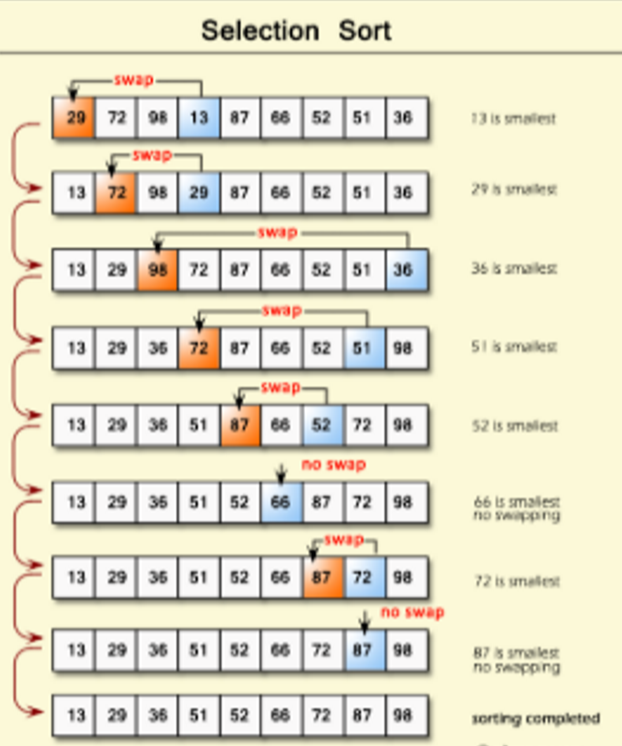 Selection Sort
swap
29 72 98 13 87 66 52 51 36 13 is smallest
swap
13 72 98 29 87 66 52 51 36 29 is smallest
swap
13 29 98 72 87 66 52 51 36 36 is smallest
swap
13 29 36 72 87 66 52 51 98 51 is smallest
swap
13 29 36 51 87 66 52 72 98 52 is smallest
no swap
13 29 36 51 52 66 87 72 98 66 is smallest
no swapping
swap
13 29 36 51 52 66 87 72 98 72 is smallest
no swap
13 29 36 51 52 66 72 87 98 87 is smallest
no swapping
13 29 36 51 52 66 72 87 98 sorting completed